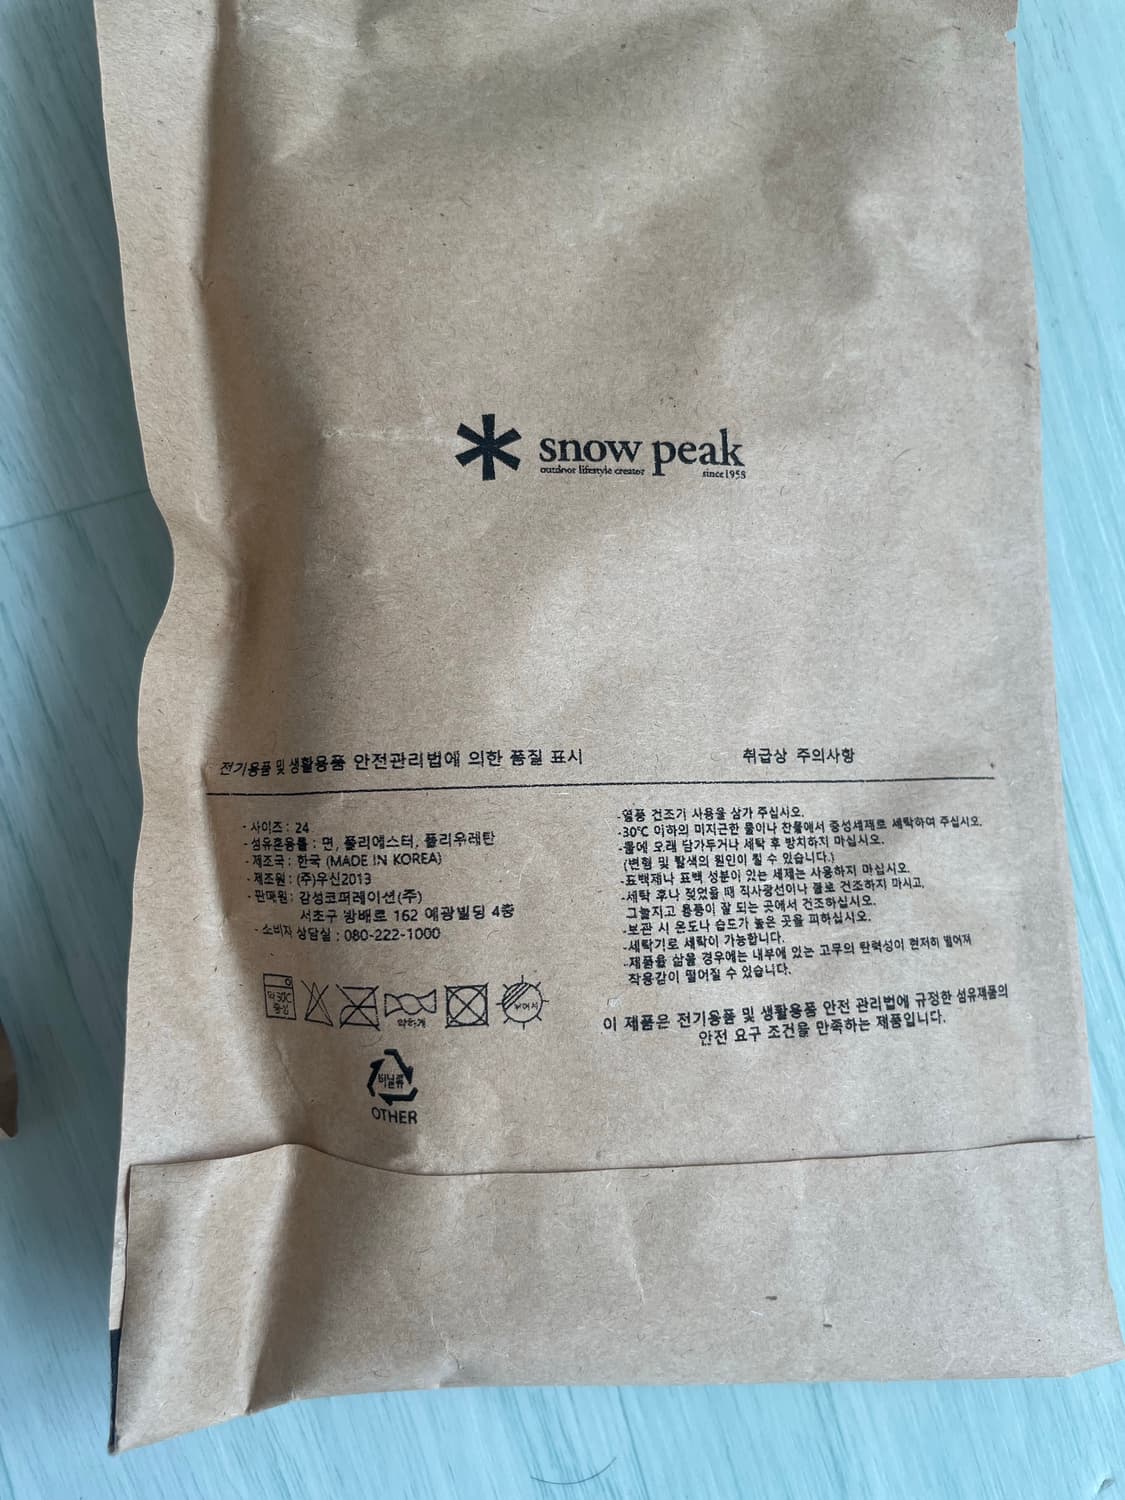 snow peak
outdoor lifestyle creator
since1958
전기용품 및 생활용품 안전관리법에 의한 품질 표시
- 사이즈 : 24
- 섬유혼용률 : 면, 폴리에스터, 폴리우레탄
- 제조국 : 한국 (MADE IN KOREA)
- 제조원 : (주)우신2013
- 판매원 : 감성코퍼레이션(주)
서초구 방배로 162 예광빌딩 4층
- 소비자 상담실 : 080-222-1000
약 30℃
중성
약하게
뉘어서
비닐류
OTHER
취급상 주의사항
-열풍 건조기 사용을 삼가 주십시오.
-30℃ 이하의 미지근한 물이나 찬물에서 중성세제로 세탁하여 주십시오.
-물에 오래 담가두거나 세탁 후 방치하지 마십시오.
(변형 및 탈색의 원인이 될 수 있습니다.)
-표백제나 표백 성분이 있는 세제는 사용하지 마십시오.
-세탁 후나 젖었을 때 직사광선이나 불로 건조하지 마시고,
그늘지고 통풍이 잘 되는 곳에서 건조하십시오.
-보관 시 온도나 습도가 높은 곳을 피하십시오.
-세탁기로 세탁이 가능합니다.
-제품을 삶을 경우에는 내부에 있는 고무의 탄력성이 현저히 떨어져
착용감이 떨어질 수 있습니다.
이 제품은 전기용품 및 생활용품 안전 관리법에 규정한 섬유제품의
안전 요구 조건을 만족하는 제품입니다.